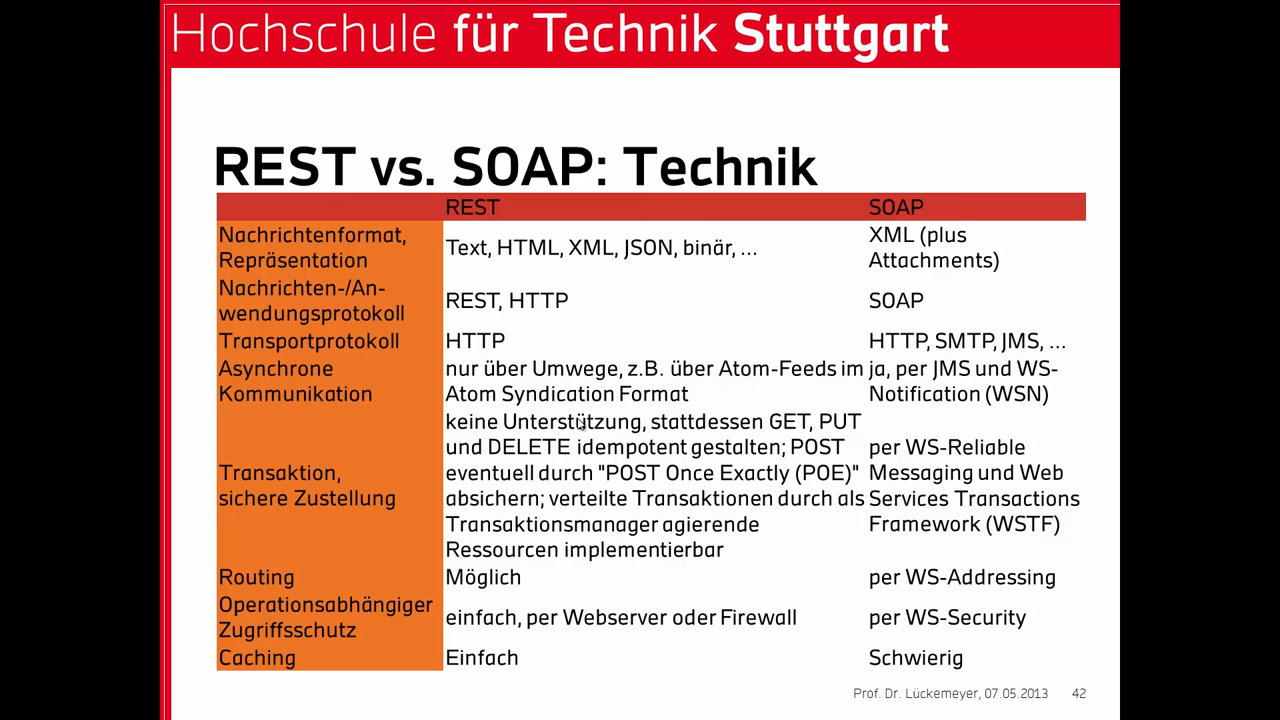 Hochschule für Technik Stuttgart
REST vs. SOAP: Technik
REST
SOAP
Nachrichtenformat,
Repräsentation
Text, HTML, XML, JSON, binär, ...
XML (plus
Attachments)
Nachrichten-/An-
wendungsprotokoll
REST, HTTP
SOAP
Transportprotokoll
HTTP
HTTP, SMTP, JMS, ...
Asynchrone
Kommunikation
nur über Umwege, z.B. über Atom-Feeds im
Atom Syndication Format
ja, per JMS und WS-
Notification (WSN)
Transaktion,
sichere Zustellung
keine Unterstützung, stattdessen GET, PUT
und DELETE idempotent gestalten; POST
eventuell durch "POST Once Exactly (POE)"
absichern; verteilte Transaktionen durch als
Transaktionsmanager agierende
Ressourcen implementierbar
per WS-Reliable
Messaging und Web
Services Transactions
Framework (WSTF)
Routing
Möglich
per WS-Addressing
Operationsabhängiger
Zugriffsschutz
einfach, per Webserver oder Firewall
per WS-Security
Caching
Einfach
Schwierig
Prof. Dr. Lückemeyer, 07.05.2013
42